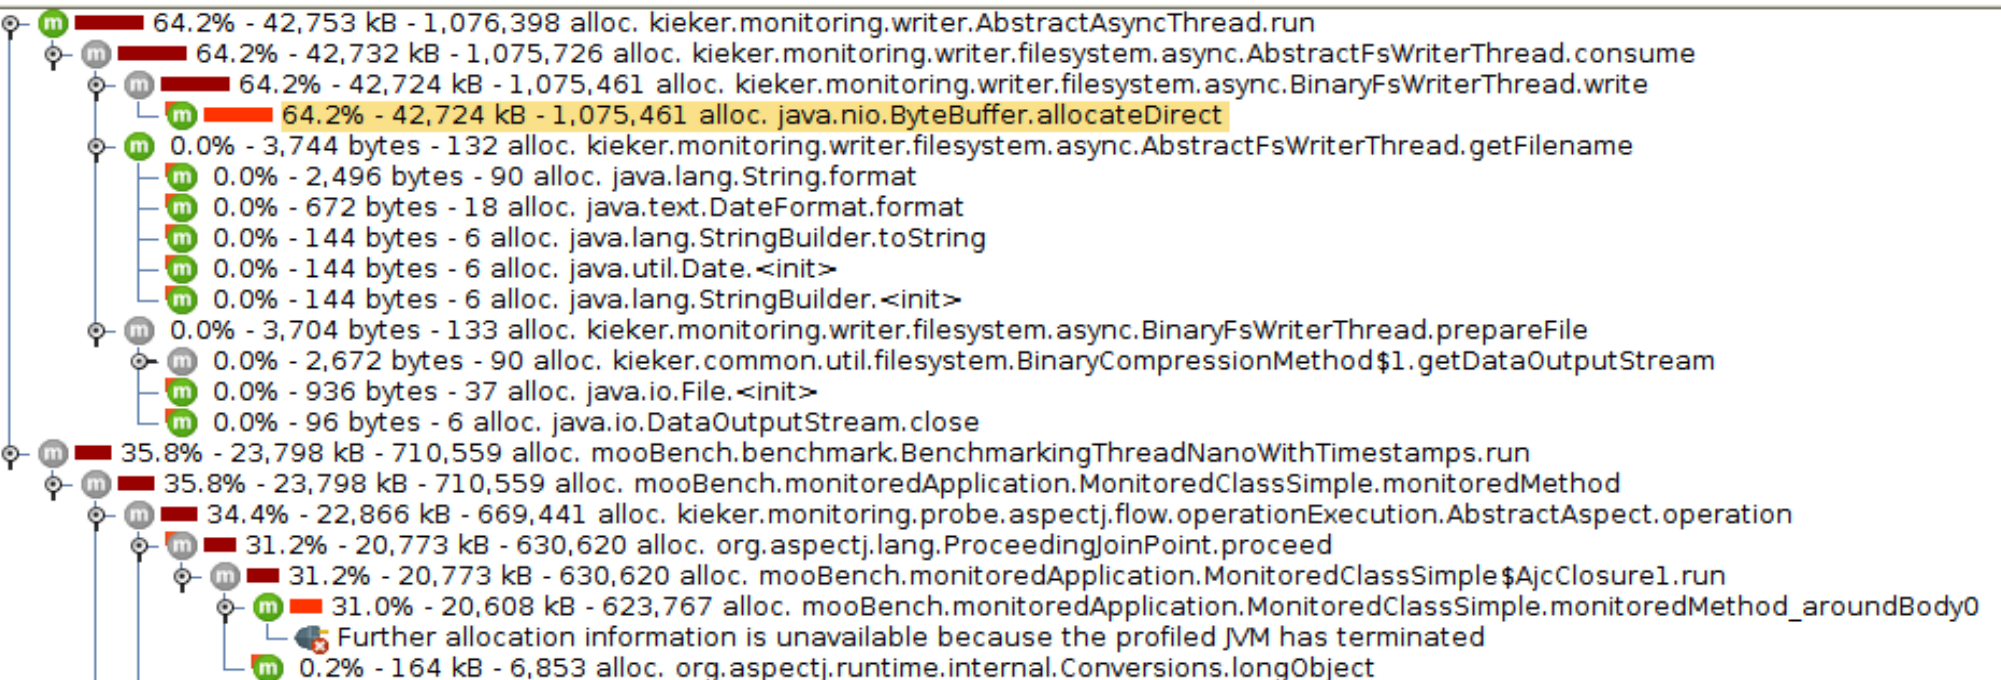 64.2% - 42,753 kB - 1,076,398 alloc. kieker.monitoring.writer.AbstractAsyncThread.run
m 64.2% - 42,732 kB - 1,075,726 alloc. kieker.monitoring.writer.filesystem.async.AbstractFsWriterThread.consume
m 64.2% - 42,724 kB - 1,075,461 alloc. kieker.monitoring.writer.filesystem.async.BinaryFsWriterThread.write
m 64.2% - 42,724 kB - 1,075,461 alloc. java.nio.ByteBuffer.allocateDirect
m 0.0% - 3,744 bytes - 132 alloc. kieker.monitoring.writer.filesystem.async.AbstractFsWriterThread.getFilename
m 0.0% - 2,496 bytes - 90 alloc. java.lang.String.format
m 0.0% - 672 bytes - 18 alloc. java.text.DateFormat.format
m 0.0% - 144 bytes - 6 alloc. java.lang.StringBuilder.toString
m 0.0% - 144 bytes - 6 alloc. java.util.Date.<init>
m 0.0% - 144 bytes - 6 alloc. java.lang.StringBuilder.<init>
m 0.0% - 3,704 bytes - 133 alloc. kieker.monitoring.writer.filesystem.async.BinaryFsWriterThread.prepareFile
m 0.0% - 2,672 bytes - 90 alloc. kieker.common.util.filesystem.BinaryCompressionMethod$1.getDataOutputStream
m 0.0% - 936 bytes - 37 alloc. java.io.File.<init>
m 0.0% - 96 bytes - 6 alloc. java.io.DataOutputStream.close
m 35.8% - 23,798 kB - 710,559 alloc. mooBench.benchmark.BenchmarkingThreadNanoWithTimestamps.run
m 35.8% - 23,798 kB - 710,559 alloc. mooBench.monitoredApplication.MonitoredClassSimple.monitoredMethod
m 34.4% - 22,866 kB - 669,441 alloc. kieker.monitoring.probe.aspectj.flow.operationExecution.AbstractAspect.operation
m 31.2% - 20,773 kB - 630,620 alloc. org.aspectj.lang.ProceedingJoinPoint.proceed
m 31.2% - 20,773 kB - 630,620 alloc. mooBench.monitoredApplication.MonitoredClassSimple$AjcClosure1.run
m 31.0% - 20,608 kB - 623,767 alloc. mooBench.monitoredApplication.MonitoredClassSimple.monitoredMethod_aroundBody0
Further allocation information is unavailable because the profiled JVM has terminated
m 0.2% - 164 kB - 6,853 alloc. org.aspectj.runtime.internal.Conversions.longObject